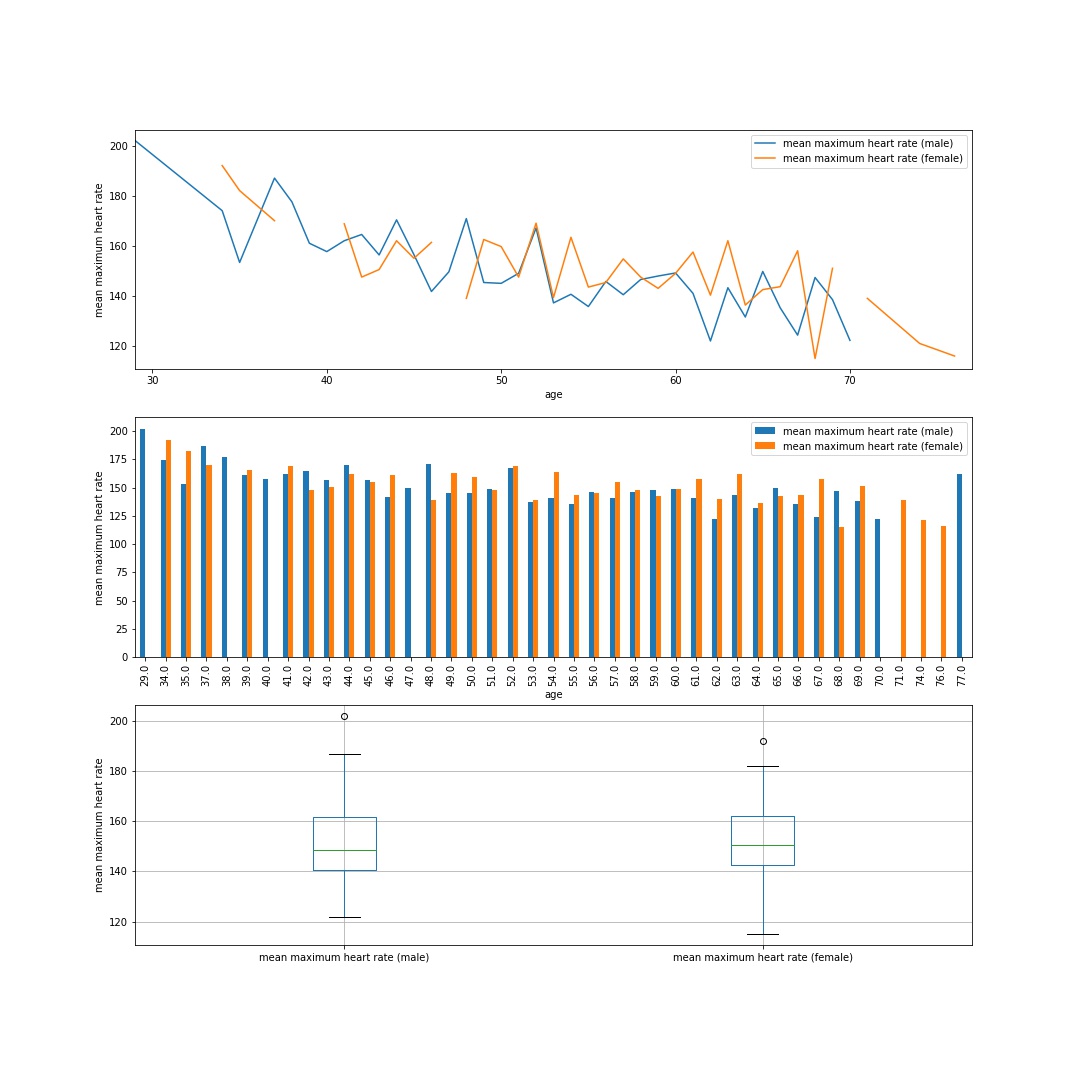 mean maximum heart rate
200
180
160
140
120
mean maximum heart rate (male)
mean maximum heart rate (female)
30 40 50 60 70
age
mean maximum heart rate
200
175
150
125
100
75
50
25
0
mean maximum heart rate (male)
mean maximum heart rate (female)
29.0 34.0 35.0 37.0 38.0 39.0 40.0 41.0 42.0 43.0 44.0 45.0 46.0 47.0 48.0 49.0 50.0 51.0 52.0 53.0 54.0 55.0 56.0 57.0 58.0 59.0 60.0 61.0 62.0 63.0 64.0 65.0 66.0 67.0 68.0 69.0 70.0 71.0 74.0 76.0 77.0
age
mean maximum heart rate
200
180
160
140
120
mean maximum heart rate (male) mean maximum heart rate (female)